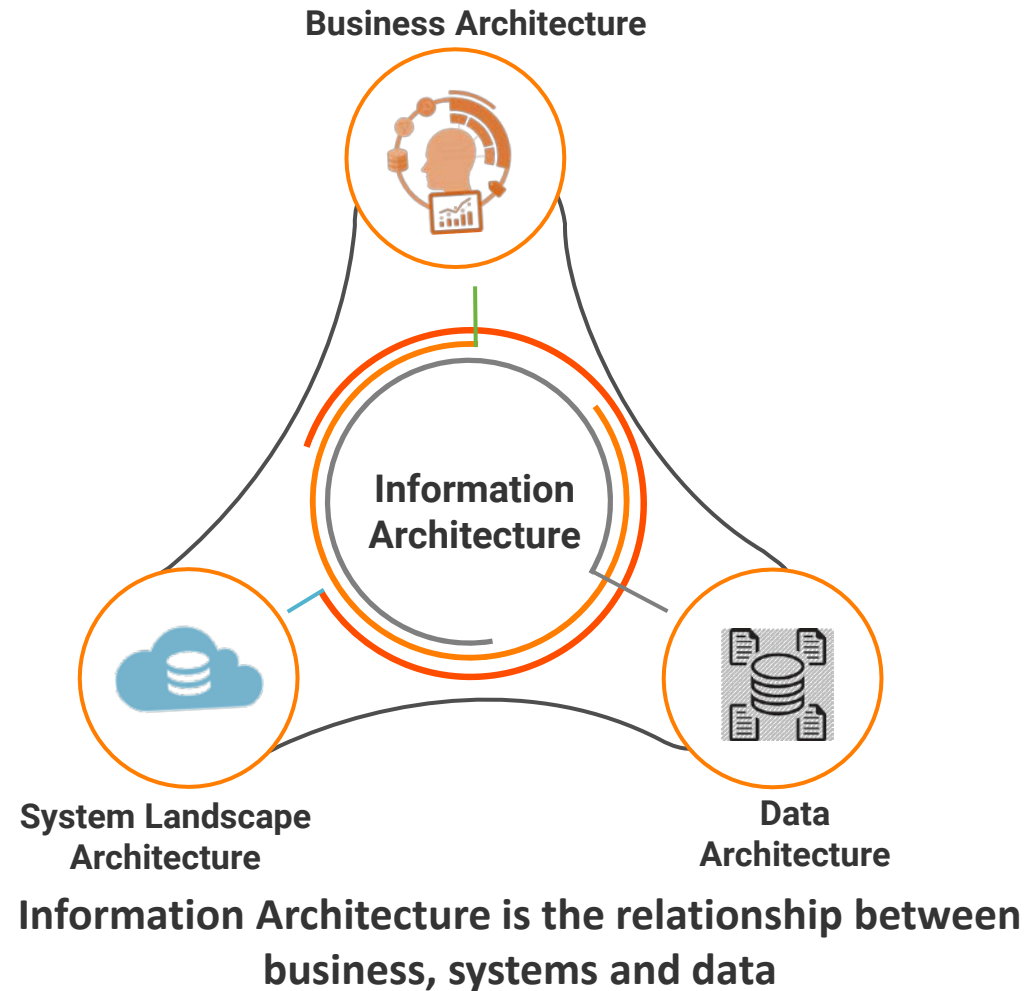 Business Architecture
Information
Architecture
System Landscape
Architecture
Data
Architecture
Information Architecture is the relationship between
business, systems and data